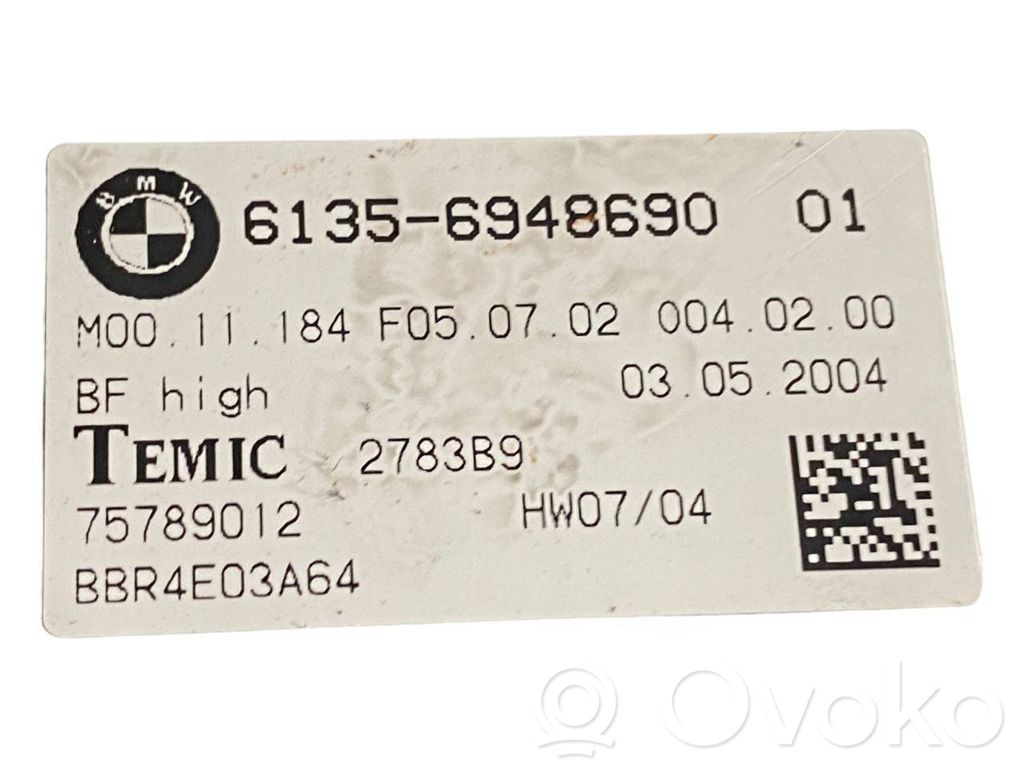 BMW 6135-6948690 01
M00.11.184 F05.07.02 004.02.00
BF high 03.05.2004
TEMIC 2783B9
75789012 HW07/04
BBR4E03A64
Ovoko